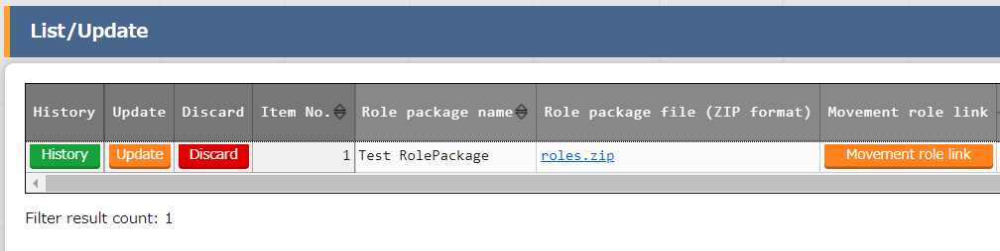 List/Update
History Update Discard Item No. Role package name Role package file (ZIP format) Movement role link
History Update Discard 1 Test RolePackage roles.zip Movement role link
Filter result count: 1